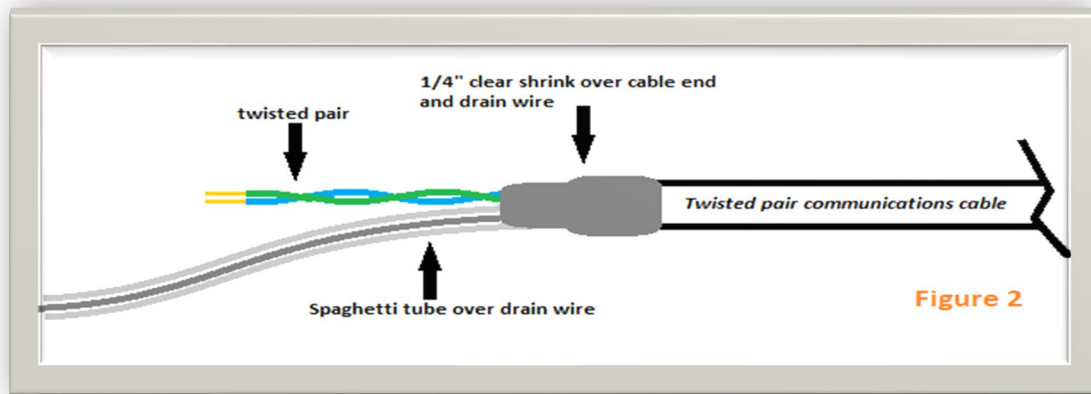 1/4" clear shrink over cable end
and drain wire
twisted pair
Twisted pair communications cable
Spaghetti tube over drain wire
Figure 2